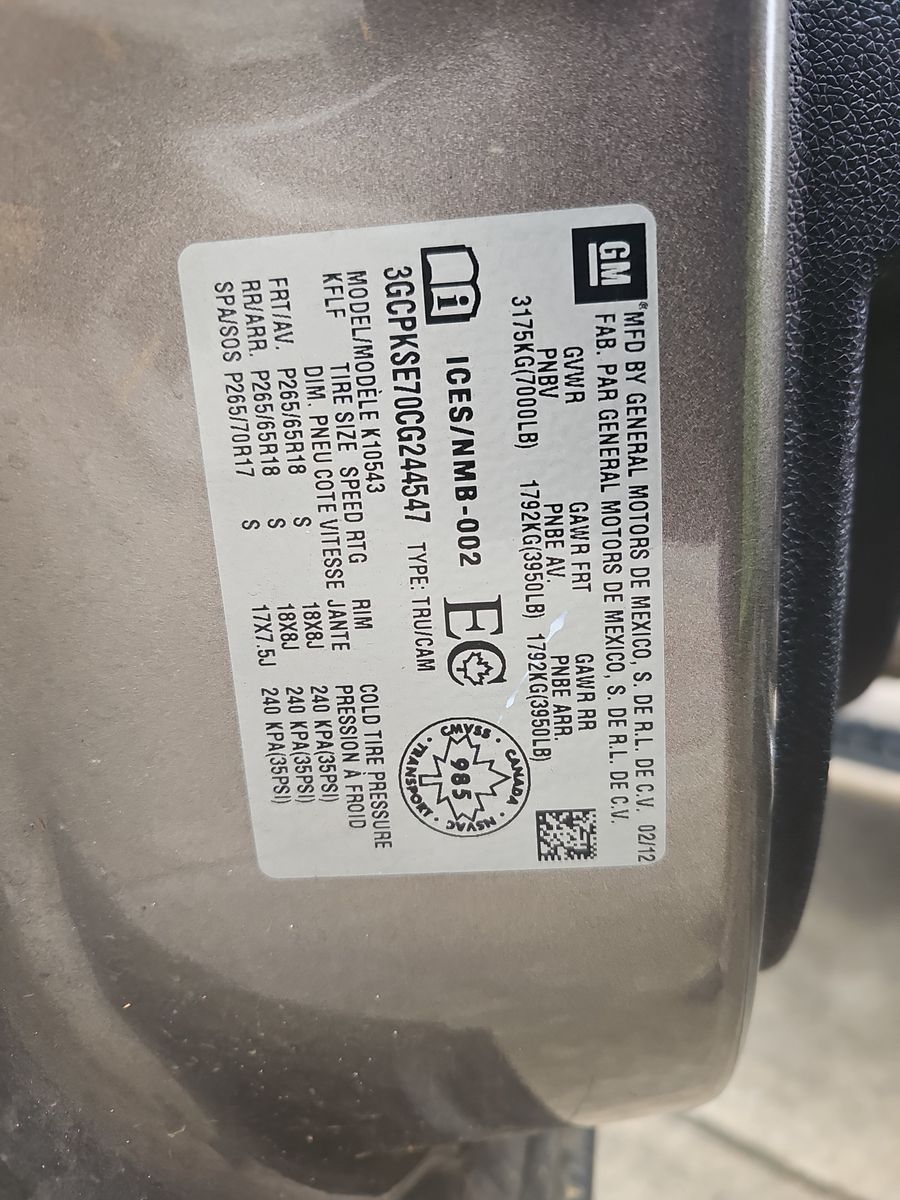 GM
®MFD BY GENERAL MOTORS DE MEXICO, S. DE R.L. DE C.V. 02/12
FAB. PAR GENERAL MOTORS DE MEXICO, S. DE R.L. DE C.V.
GVWR GAWR FRT GAWR RR
PNBV PNBE AV. PNBE ARR.
3175KG(7000LB) 1792KG(3950LB) 1792KG(3950LB)
i ICES/NMB-002 EC
CANADA · NSVAC · TRANSPORT · CMVSS ·
985
3GCPKSE70CG244547 TYPE: TRU/CAM
MODEL/MODÈLE K10543
KFLF TIRE SIZE SPEED RTG RIM COLD TIRE PRESSURE
DIM. PNEU COTE VITESSE JANTE PRESSION À FROID
FRT/AV. P265/65R18 S 18X8J 240 KPA(35PSI)
RR/ARR. P265/65R18 S 18X8J 240 KPA(35PSI)
SPA/SOS P265/70R17 S 17X7.5J 240 KPA(35PSI)